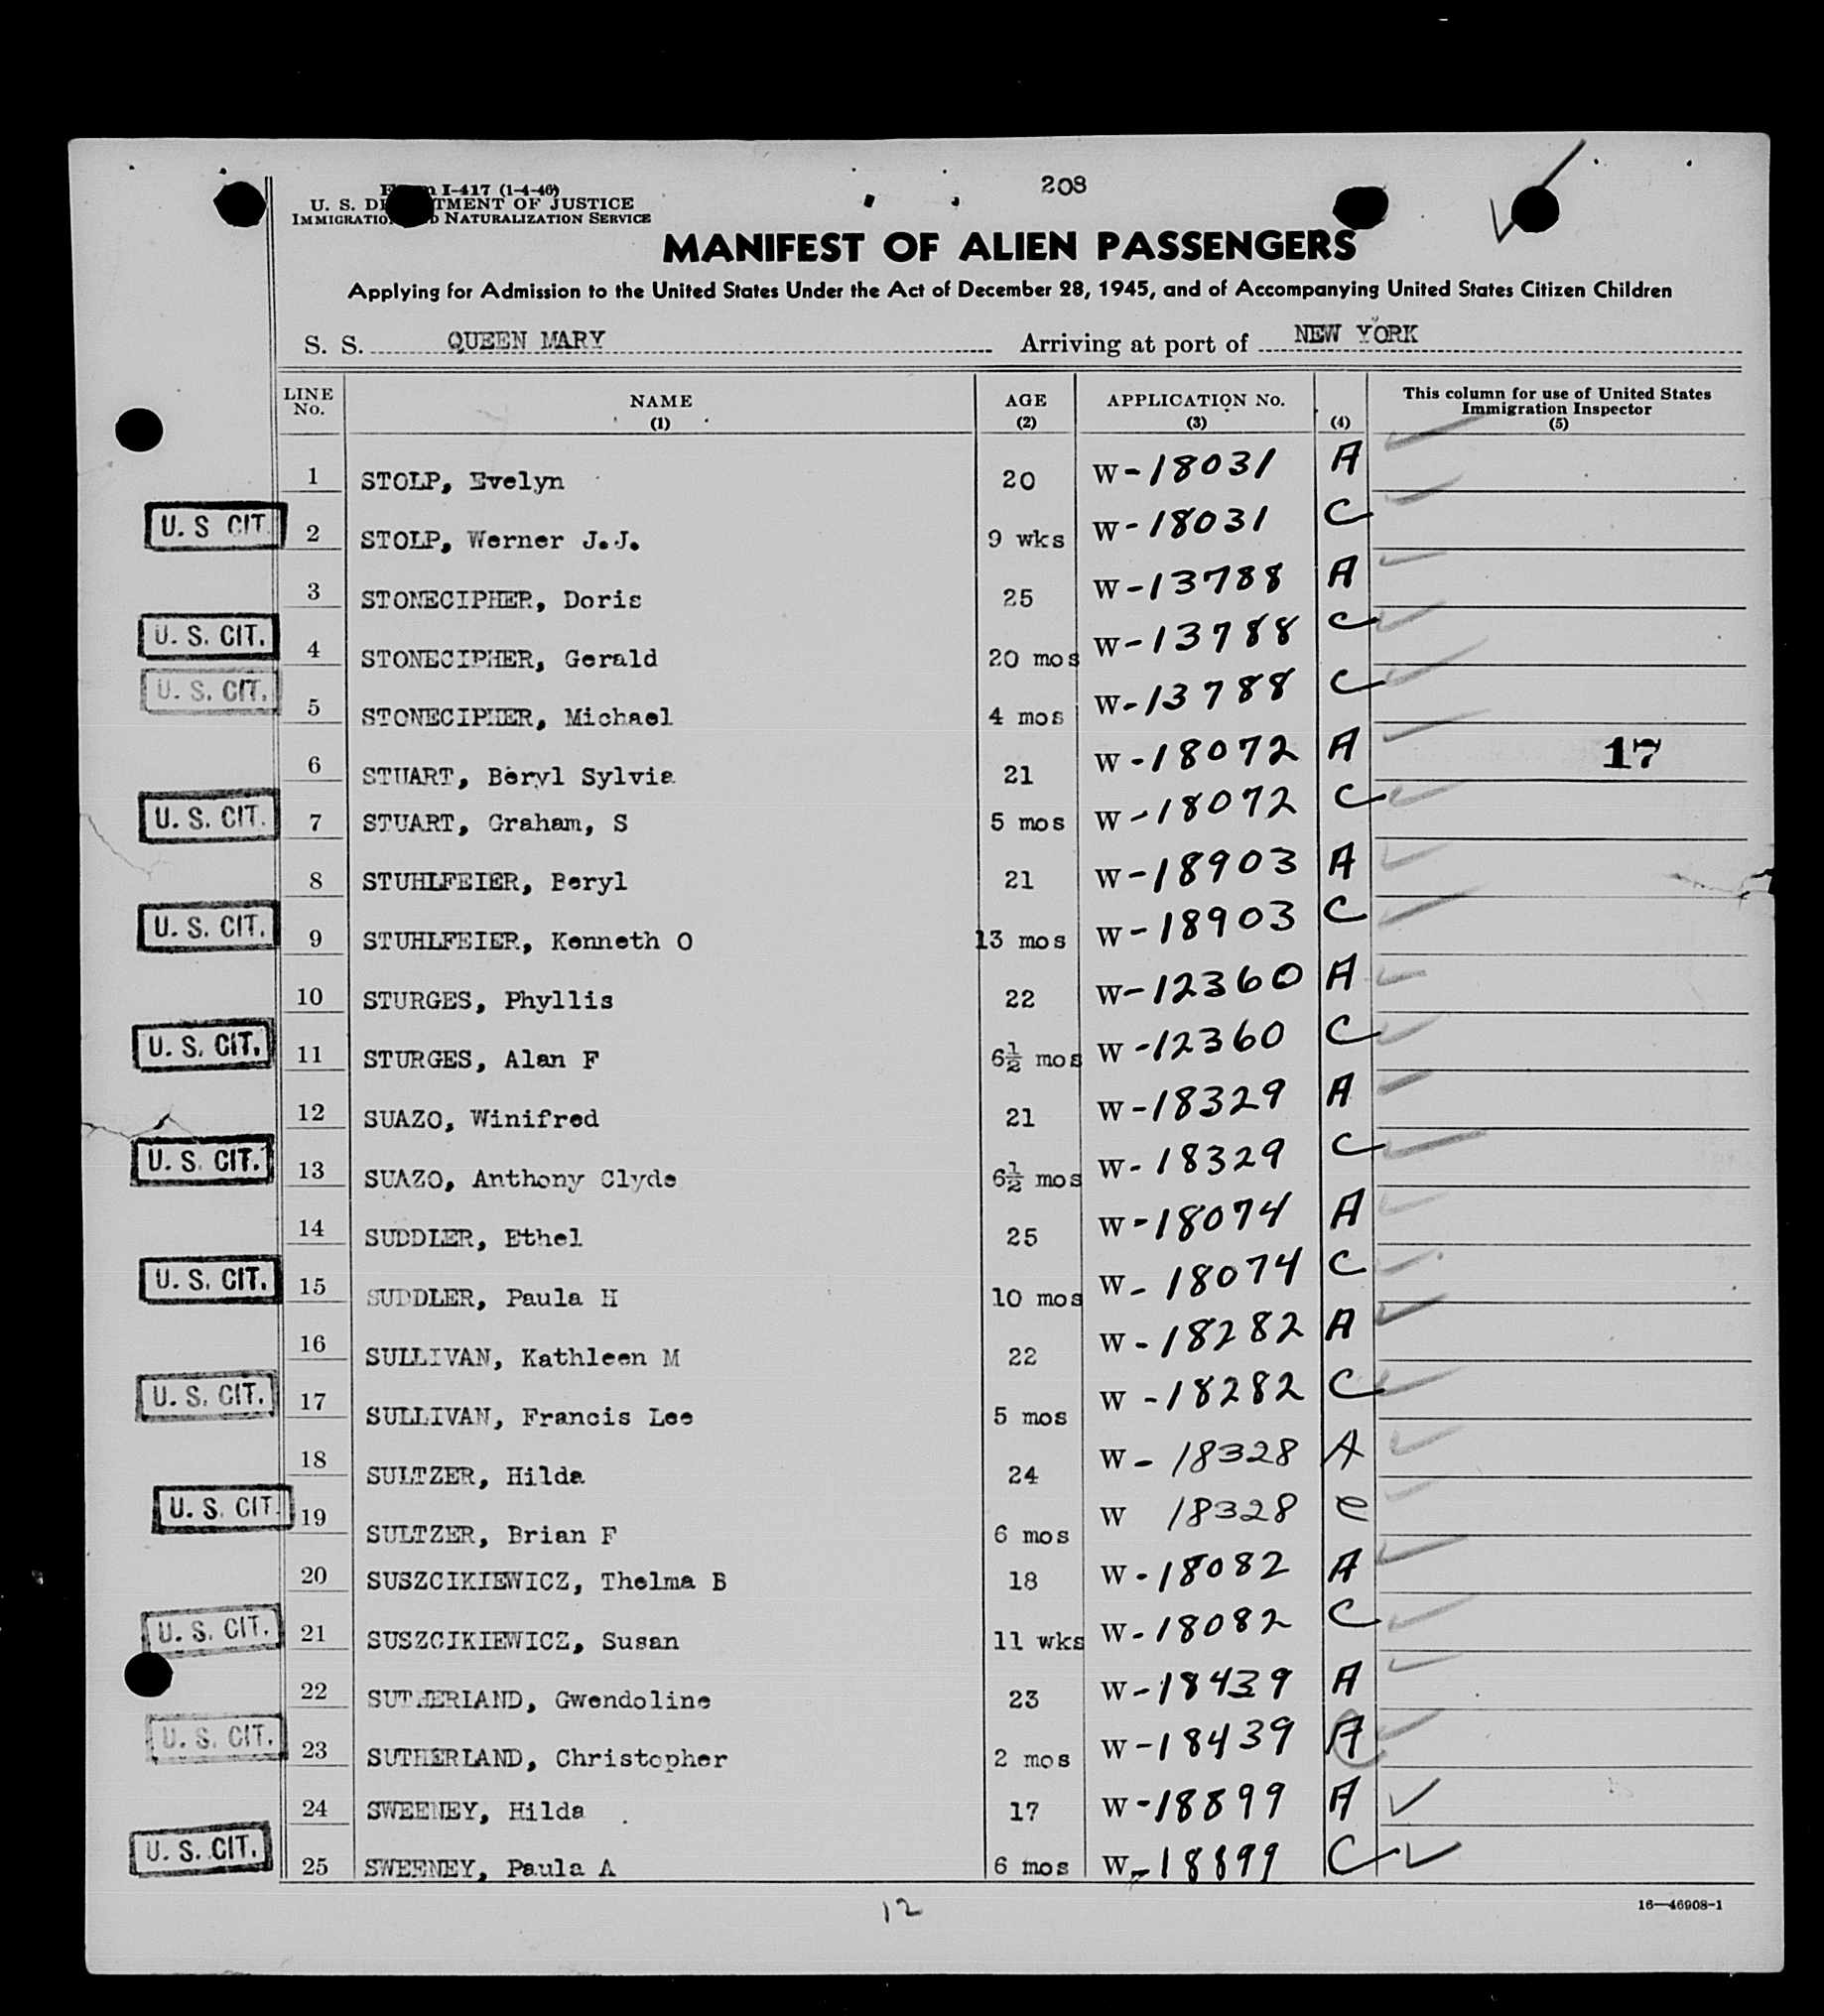 208
Form I-417 (1-4-46)
U. S. DEPARTMENT OF JUSTICE
IMMIGRATION AND NATURALIZATION SERVICE
MANIFEST OF ALIEN PASSENGERS
Applying for Admission to the United States Under the Act of December 28, 1945, and of Accompanying United States Citizen Children
S. S. QUEEN MARY Arriving at port of NEW YORK
LINE No. NAME (1) AGE (2) APPLICATION No. (3) (4) This column for use of United States Immigration Inspector (5)
1 STOLP, Evelyn 20 W-18031 A
U. S CIT. 2 STOLP, Werner J.J. 9 wks W-18031 C
3 STONECIPHER, Doris 25 W-13788 A
U. S. CIT. 4 STONECIPHER, Gerald 20 mos W-13788 C
U. S. CIT. 5 STONECIPHER, Michael 4 mos W-13788 C
6 STUART, Beryl Sylvia 21 W-18072 A 17
U. S. CIT. 7 STUART, Graham, S 5 mos W-18072 C
8 STUHLFEIER, Beryl 21 W-18903 A
U. S. CIT. 9 STUHLFEIER, Kenneth O 13 mos W-18903 C
10 STURGES, Phyllis 22 W-12360 A
U. S. CIT. 11 STURGES, Alan F 6½ mos W-12360 C
12 SUAZO, Winifred 21 W-18329 A
U. S. CIT. 13 SUAZO, Anthony Clyde 6½ mos W-18329 C
14 SUDDLER, Ethel 25 W-18074 A
U. S. CIT. 15 SUDDLER, Paula H 10 mos W-18074 C
16 SULLIVAN, Kathleen M 22 W-18282 A
U. S. CIT. 17 SULLIVAN, Francis Lee 5 mos W-18282 C
18 SULTZER, Hilda 24 W-18328 A
U. S. CIT. 19 SULTZER, Brian F 6 mos W 18328 C
20 SUSZCIKIEWICZ, Thelma B 18 W-18082 A
U. S. CIT. 21 SUSZCIKIEWICZ, Susan 11 wks W-18082 C
22 SUTHERLAND, Gwendoline 23 W-18439 A
U. S. CIT. 23 SUTHERLAND, Christopher 2 mos W-18439 A
24 SWEENEY, Hilda 17 W-18899 A
U. S. CIT. 25 SWEENEY, Paula A 6 mos W-18899 C
12
16—46908-1